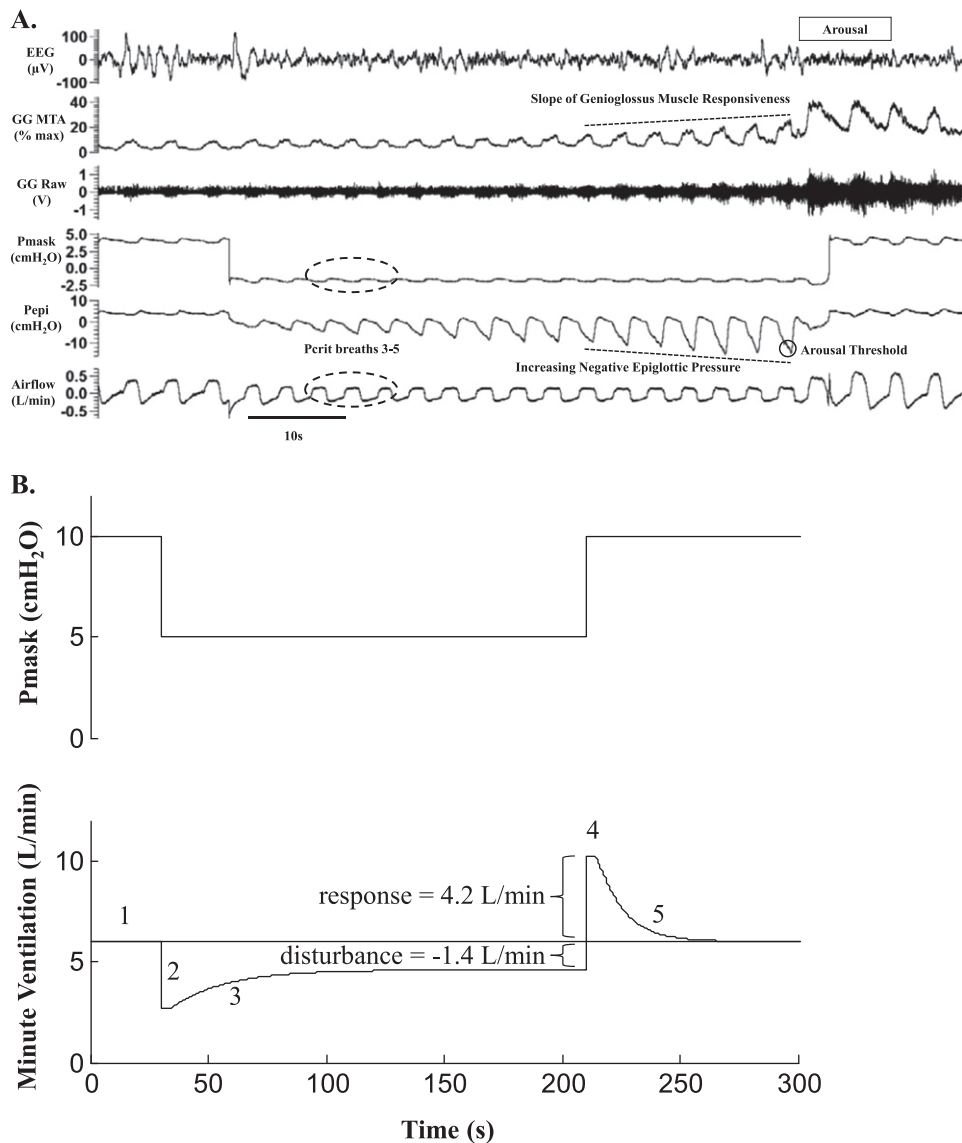 A.
EEG
(µV)
100
0
-100
Arousal
GG MTA
(% max)
40
20
0
Slope of Genioglossus Muscle Responsiveness
GG Raw
(V)
1
0
-1
Pmask
(cmH2O)
5.0
2.5
0.0
-2.5
Pepi
(cmH2O)
10
0
-10
Pcrit breaths 3-5
Arousal Threshold
Increasing Negative Epiglottic Pressure
Airflow
(L/min)
0.5
0.0
-0.5
10s
B.
Pmask (cmH2O)
10
5
0
Minute Ventilation (L/min)
10
5
0
1
2
3
4
5
response = 4.2 L/min
disturbance = -1.4 L/min
0 50 100 150 200 250 300
Time (s)